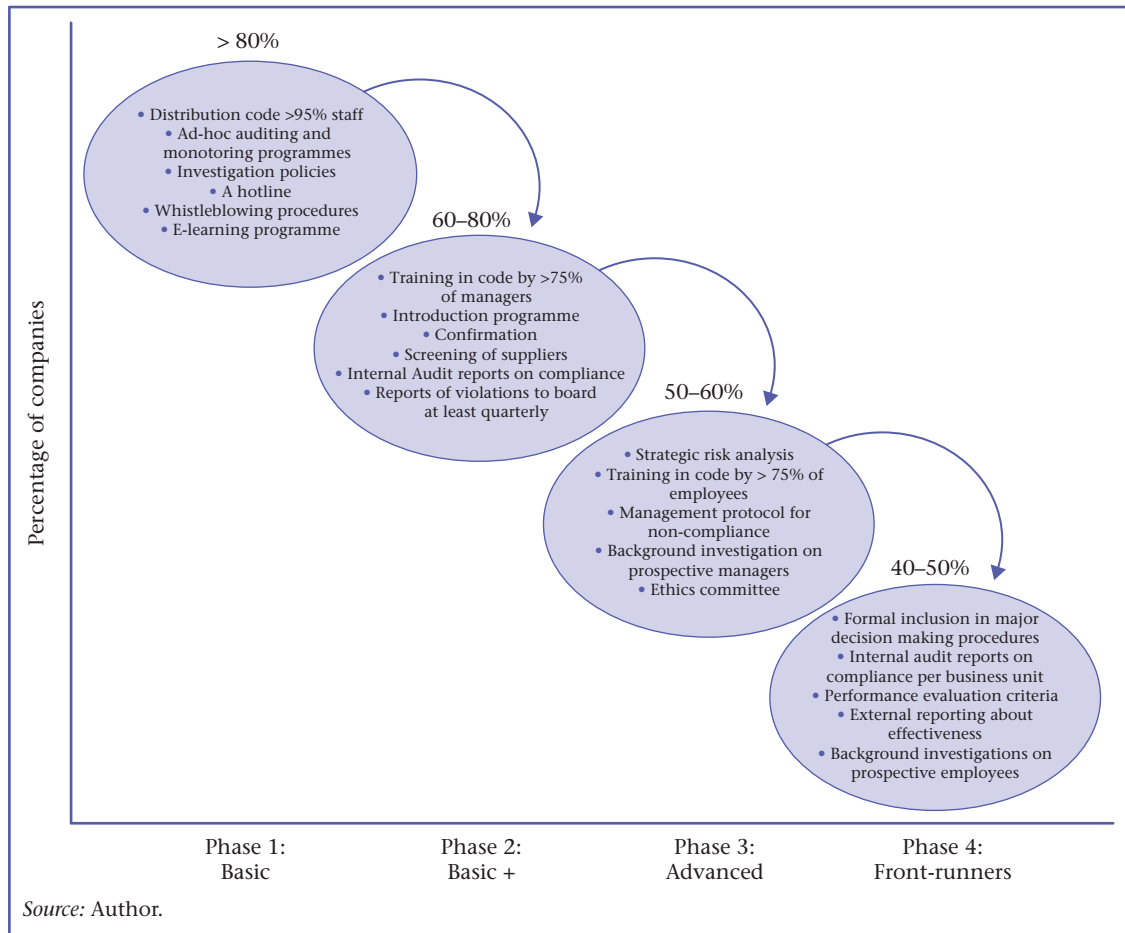 > 80%
• Distribution code >95% staff
• Ad-hoc auditing and
monotoring programmes
• Investigation policies
• A hotline
• Whistleblowing procedures
• E-learning programme
60–80%
• Training in code by >75%
of managers
• Introduction programme
• Confirmation
• Screening of suppliers
• Internal Audit reports on compliance
• Reports of violations to board
at least quarterly
50–60%
• Strategic risk analysis
• Training in code by > 75% of
employees
• Management protocol for
non-compliance
• Background investigation on
prospective managers
• Ethics committee
40–50%
• Formal inclusion in major
decision making procedures
• Internal audit reports on
compliance per business unit
• Performance evaluation criteria
• External reporting about
effectiveness
• Background investigations on
prospective employees
Percentage of companies
Phase 1:
Basic
Phase 2:
Basic +
Phase 3:
Advanced
Phase 4:
Front-runners
Source: Author.